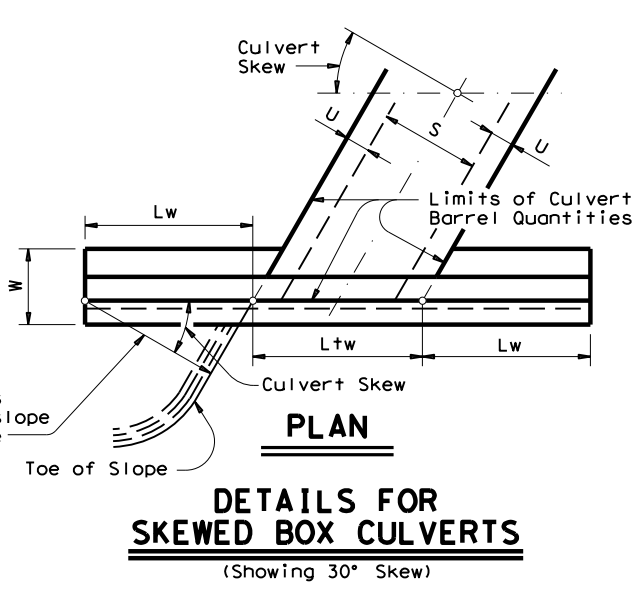 Culvert
Skew
U
S
U
Limits of Culvert
Barrel Quantities
Lw
W
Ltw
Lw
Culvert Skew
slope
Toe of Slope
PLAN
DETAILS FOR
SKEWED BOX CULVERTS
(Showing 30° Skew)